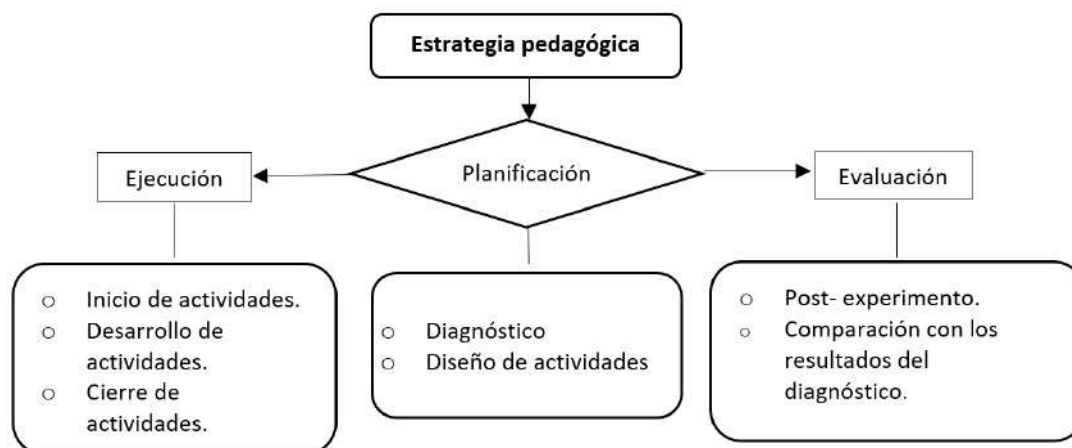 Estrategia pedagógica
Planificación
Ejecución
Evaluación
○ Inicio de actividades.
○ Desarrollo de
actividades.
○ Cierre de
actividades.
○ Diagnóstico
○ Diseño de actividades
○ Post- experimento.
○ Comparación con los
resultados del
diagnóstico.